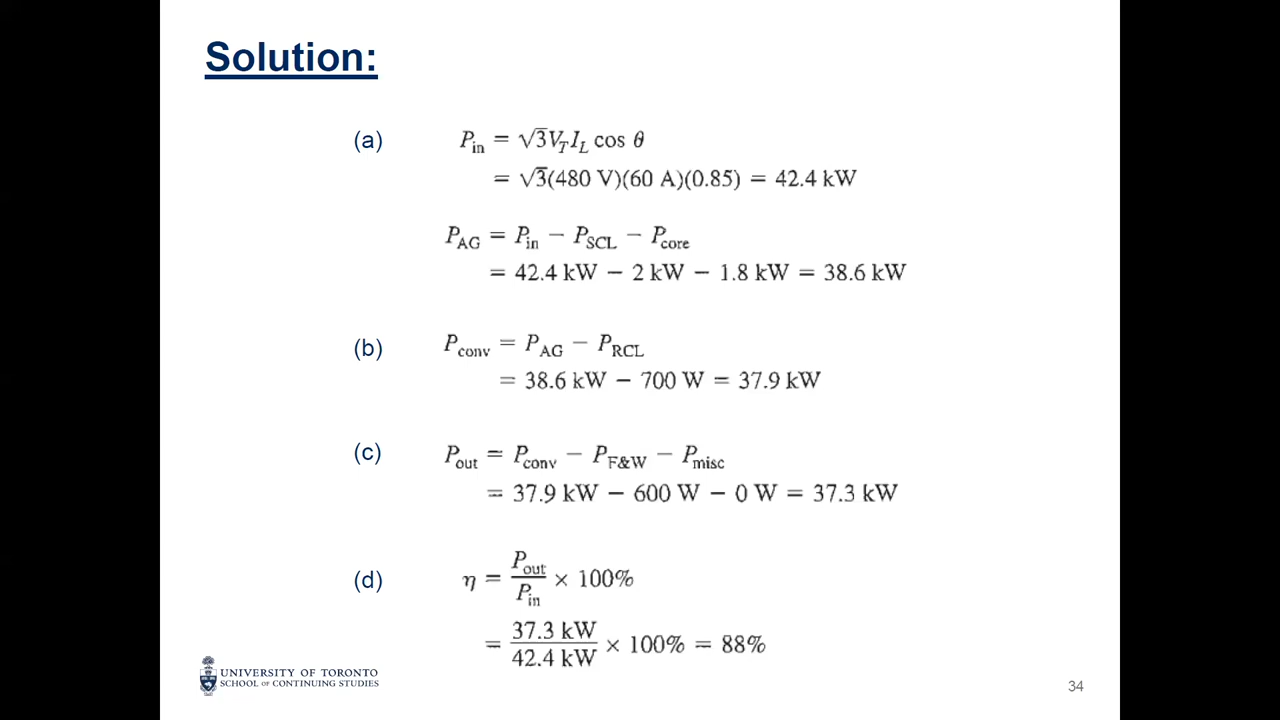 Solution:
(a) P_in = √3V_T I_L cos θ
= √3(480 V)(60 A)(0.85) = 42.4 kW
P_AG = P_in − P_SCL − P_core
= 42.4 kW − 2 kW − 1.8 kW = 38.6 kW
(b) P_conv = P_AG − P_RCL
= 38.6 kW − 700 W = 37.9 kW
(c) P_out = P_conv − P_F&W − P_misc
= 37.9 kW − 600 W − 0 W = 37.3 kW
(d) η = P_out / P_in × 100%
= 37.3 kW / 42.4 kW × 100% = 88%
UNIVERSITY OF TORONTO
SCHOOL OF CONTINUING STUDIES
34